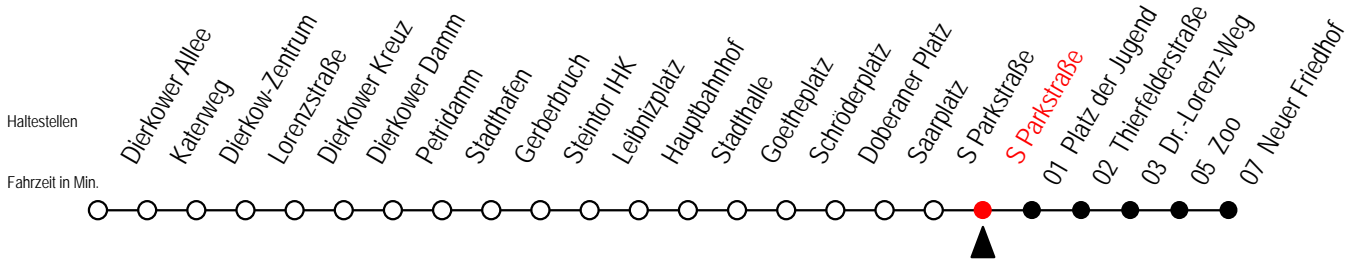 Haltestellen
Fahrzeit in Min.
Dierkower Allee
Katerweg
Dierkow-Zentrum
Lorenzstraße
Dierkower Kreuz
Dierkower Damm
Petridamm
Stadthafen
Gerberbruch
Steintor IHK
Leibnizplatz
Hauptbahnhof
Stadthalle
Goetheplatz
Schröderplatz
Doberaner Platz
Saarplatz
S Parkstraße
S Parkstraße
01 Platz der Jugend
02 Thierfelderstraße
03 Dr.-Lorenz-Weg
05 Zoo
07 Neuer Friedhof